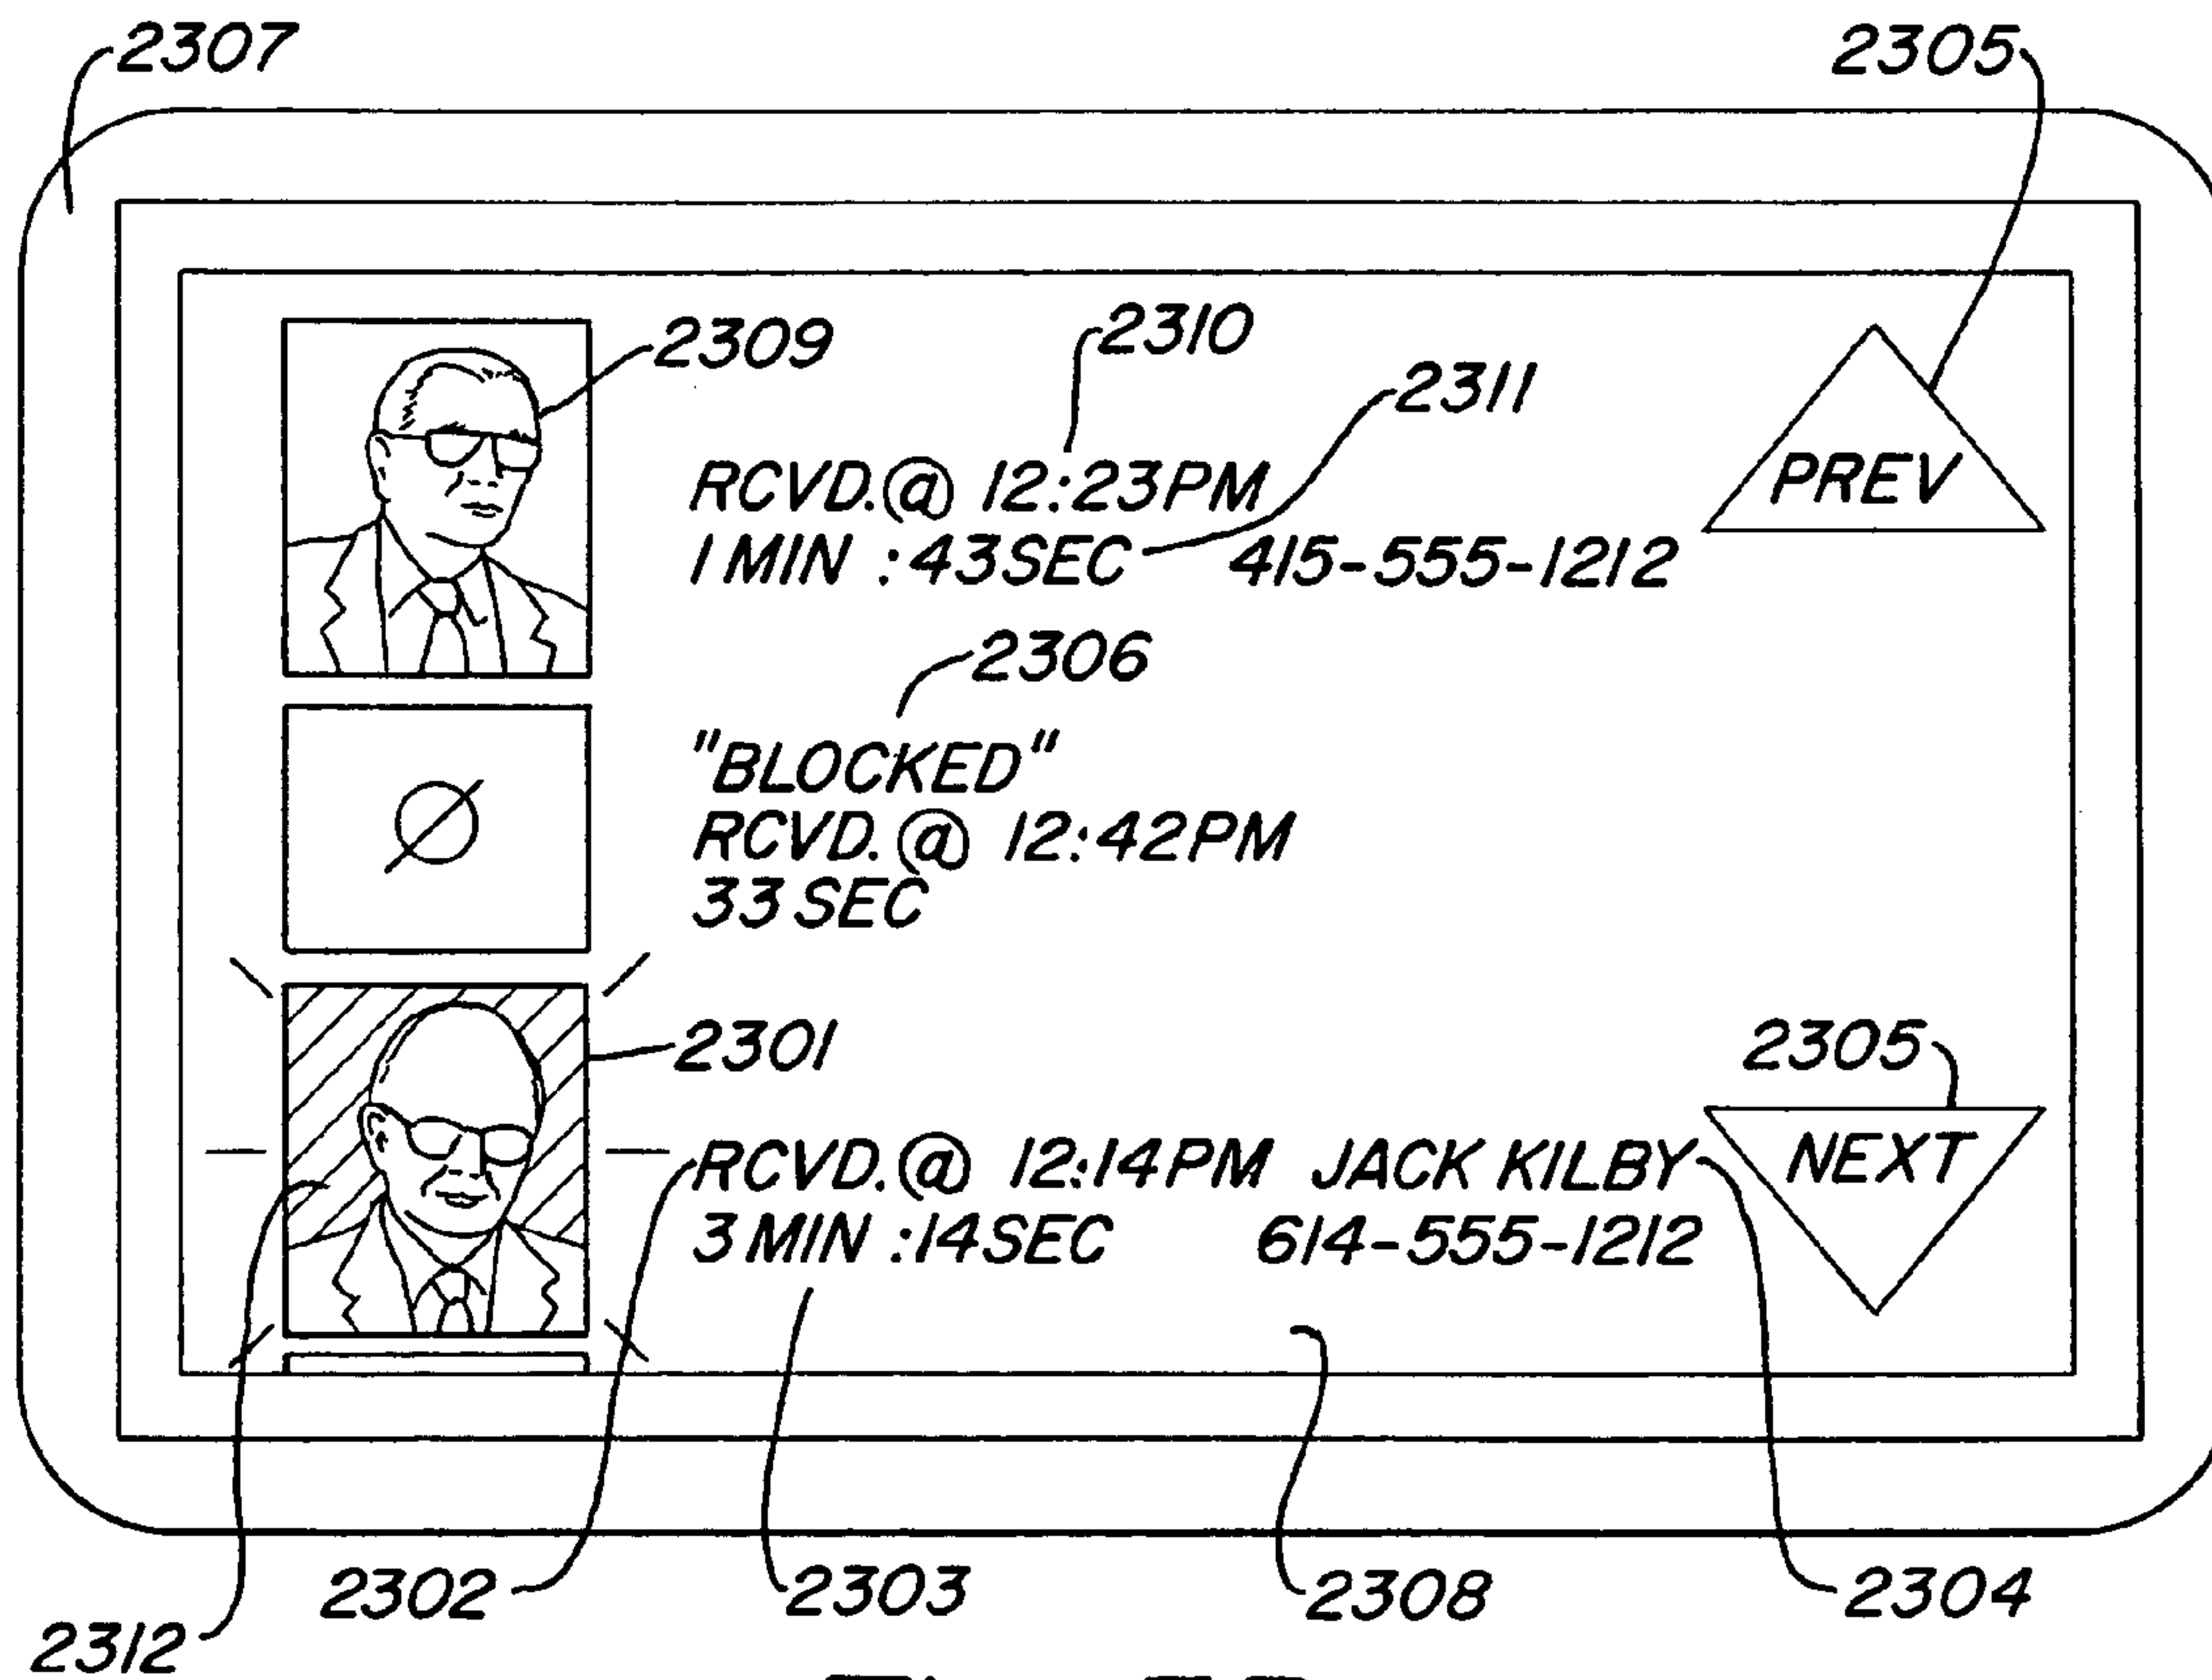 2307
2305
2309
2310
2311
RCVD.@ 12:23PM
1 MIN :43SEC 415-555-1212
PREV
2306
"BLOCKED"
RCVD.@ 12:42PM
33 SEC
2301
2305
RCVD.@ 12:14PM JACK KILBY
3 MIN :14SEC 614-555-1212
NEXT
2302
2303
2308
2304
2312